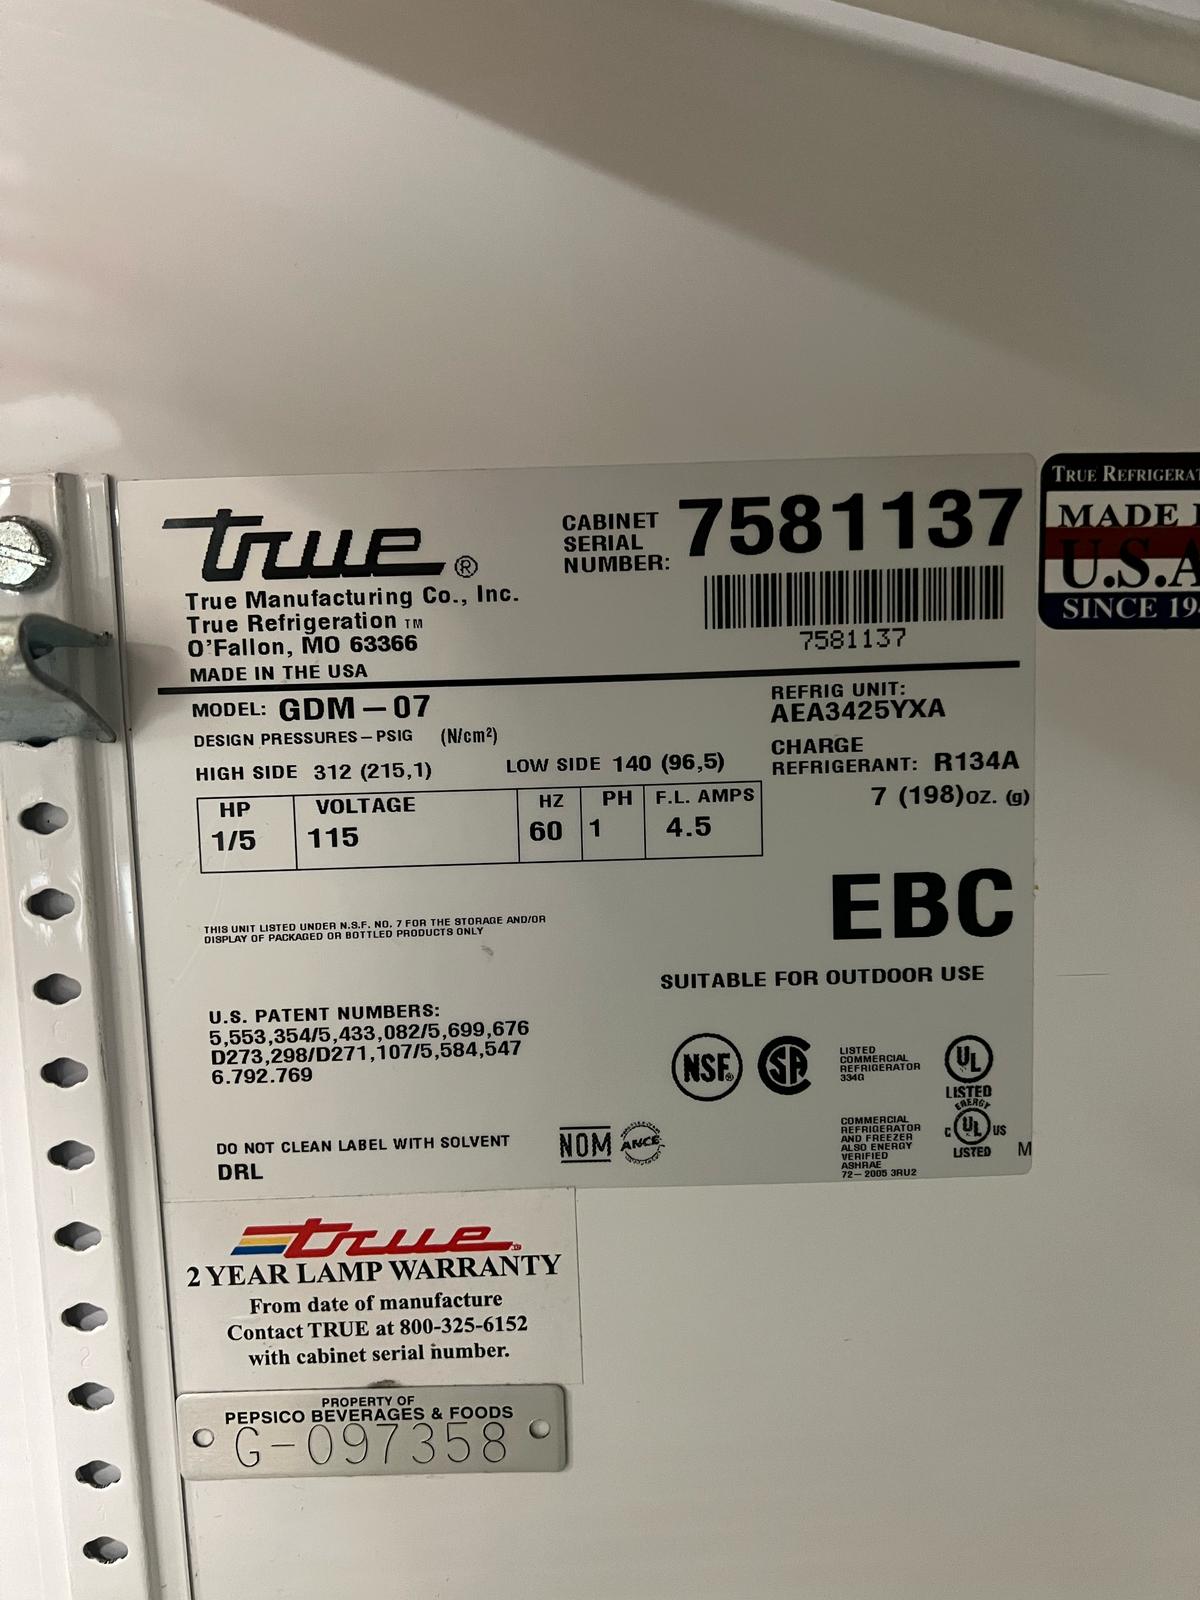 true ®
True Manufacturing Co., Inc.
True Refrigeration TM
O'Fallon, MO 63366
MADE IN THE USA
CABINET
SERIAL
NUMBER: 7581137
7581137
MODEL: GDM-07
DESIGN PRESSURES-PSIG (N/cm²)
HIGH SIDE 312 (215,1) LOW SIDE 140 (96,5)
REFRIG UNIT:
AEA3425YXA
CHARGE
REFRIGERANT: R134A
7 (198)oz. (g)
HP VOLTAGE HZ PH F.L. AMPS
1/5 115 60 1 4.5
EBC
THIS UNIT LISTED UNDER N.S.F. NO. 7 FOR THE STORAGE AND/OR
DISPLAY OF PACKAGED OR BOTTLED PRODUCTS ONLY
SUITABLE FOR OUTDOOR USE
U.S. PATENT NUMBERS:
5,553,354/5,433,082/5,699,676
D273,298/D271,107/5,584,547
6.792.769
NSF®
SA
LISTED
COMMERCIAL
REFRIGERATOR
334G
UL
LISTED
DO NOT CLEAN LABEL WITH SOLVENT
DRL
NOM
ANCE
COMMERCIAL
REFRIGERATOR
AND FREEZER
ALSO ENERGY
VERIFIED
ASHRAE
72-2005 3RU2
ENERGY
C UL US
LISTED
M
TRUE REFRIGERAT
MADE I
U.S.A
SINCE 194
true
2 YEAR LAMP WARRANTY
From date of manufacture
Contact TRUE at 800-325-6152
with cabinet serial number.
PROPERTY OF
PEPSICO BEVERAGES & FOODS
G-097358